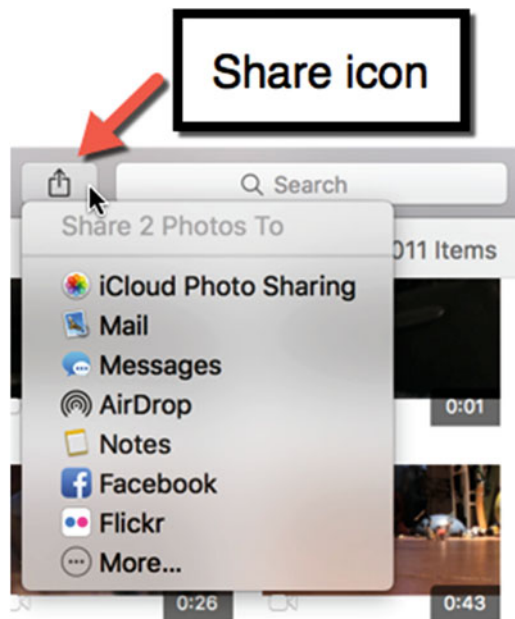 Share icon
Search
Share 2 Photos To
011 Items
iCloud Photo Sharing
Mail
Messages
AirDrop
0:01
Notes
Facebook
Flickr
More...
0:26
0:43